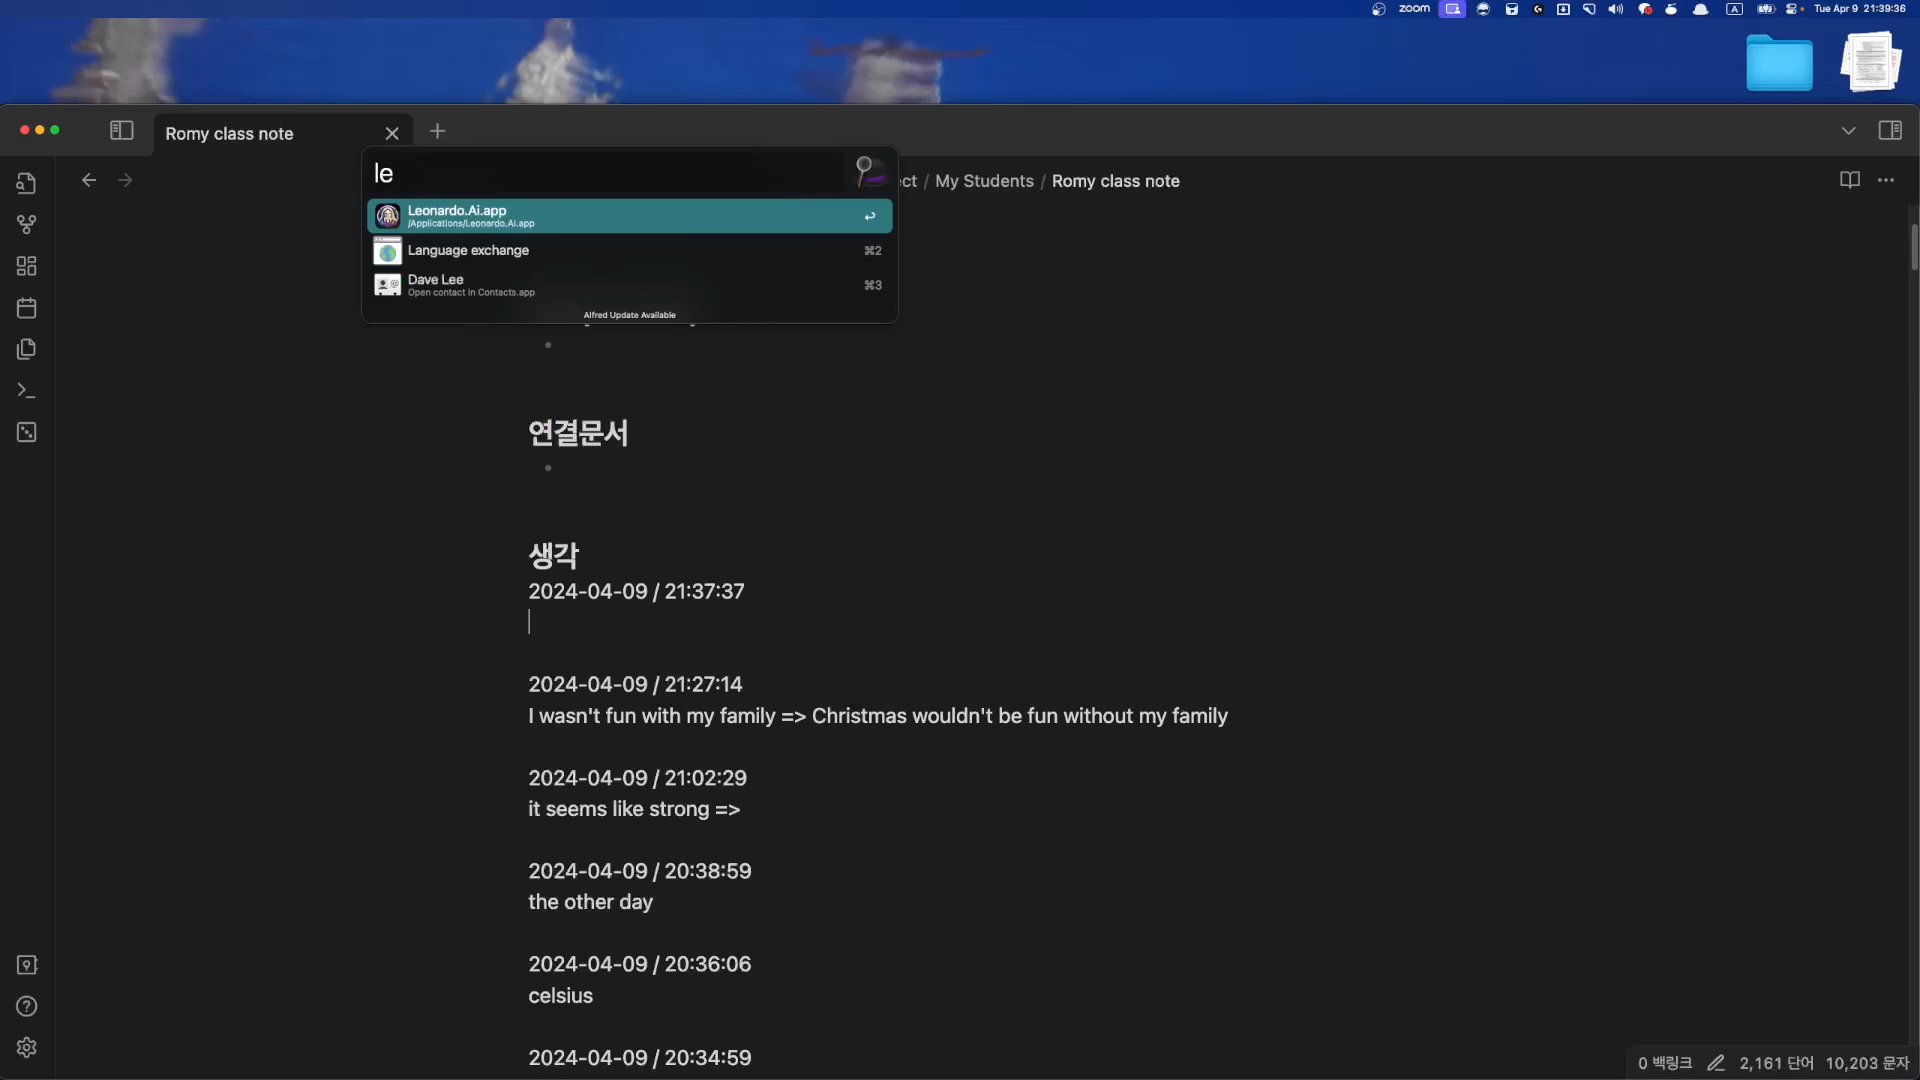 zoom
A
Tue Apr 9 21:39:36
Romy class note
le
ct / My Students / Romy class note
Leonardo.Ai.app
/Applications/Leonardo.Ai.app
Language exchange
⌘2
Dave Lee
Open contact in Contacts.app
⌘3
Alfred Update Available
연결문서
생각
2024-04-09 / 21:37:37
2024-04-09 / 21:27:14
I wasn't fun with my family => Christmas wouldn't be fun without my family
2024-04-09 / 21:02:29
it seems like strong =>
2024-04-09 / 20:38:59
the other day
2024-04-09 / 20:36:06
celsius
2024-04-09 / 20:34:59
0 백링크 2,161 단어 10,203 문자